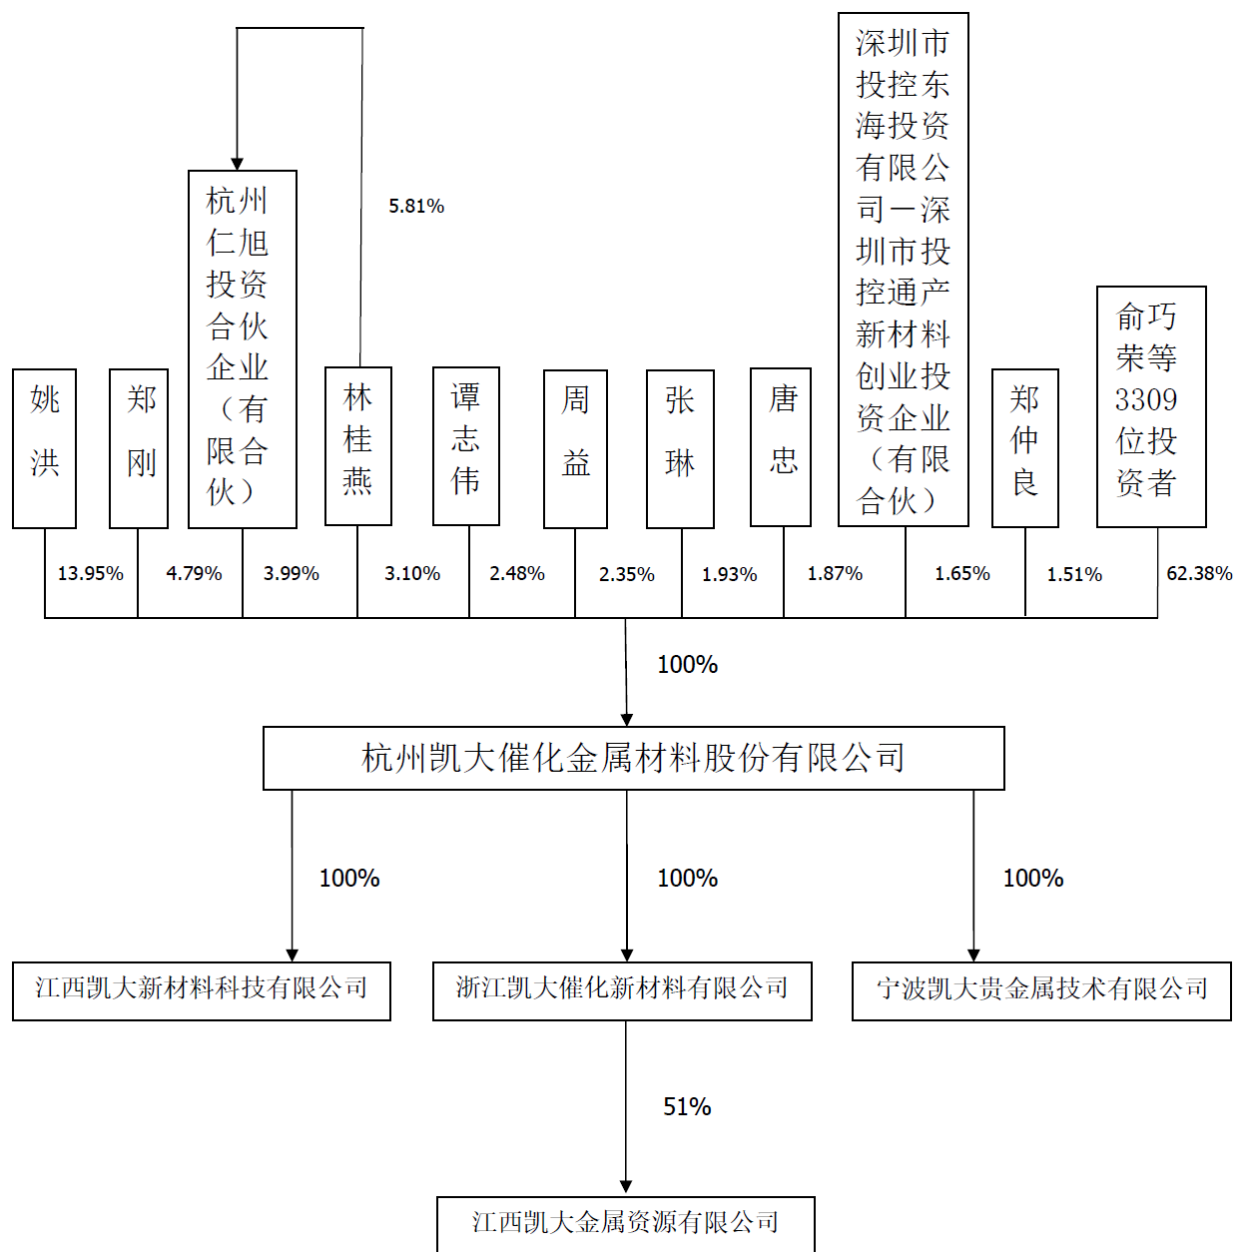 深圳市
投控东
海投资
有限公
司－深
圳市投
控通产
新材料
创业投
资企业
（有限
合伙）
杭州
仁旭
投资
合伙
企业
（有
限合
伙）
5.81%
俞巧
荣等
3309
位投
资者
姚
洪
郑
刚
林
桂
燕
谭
志
伟
周
益
张
琳
唐
忠
郑
仲
良
13.95%
4.79%
3.99%
3.10%
2.48%
2.35%
1.93%
1.87%
1.65%
1.51%
62.38%
100%
杭州凯大催化金属材料股份有限公司
100%
100%
100%
江西凯大新材料科技有限公司
浙江凯大催化新材料有限公司
宁波凯大贵金属技术有限公司
51%
江西凯大金属资源有限公司